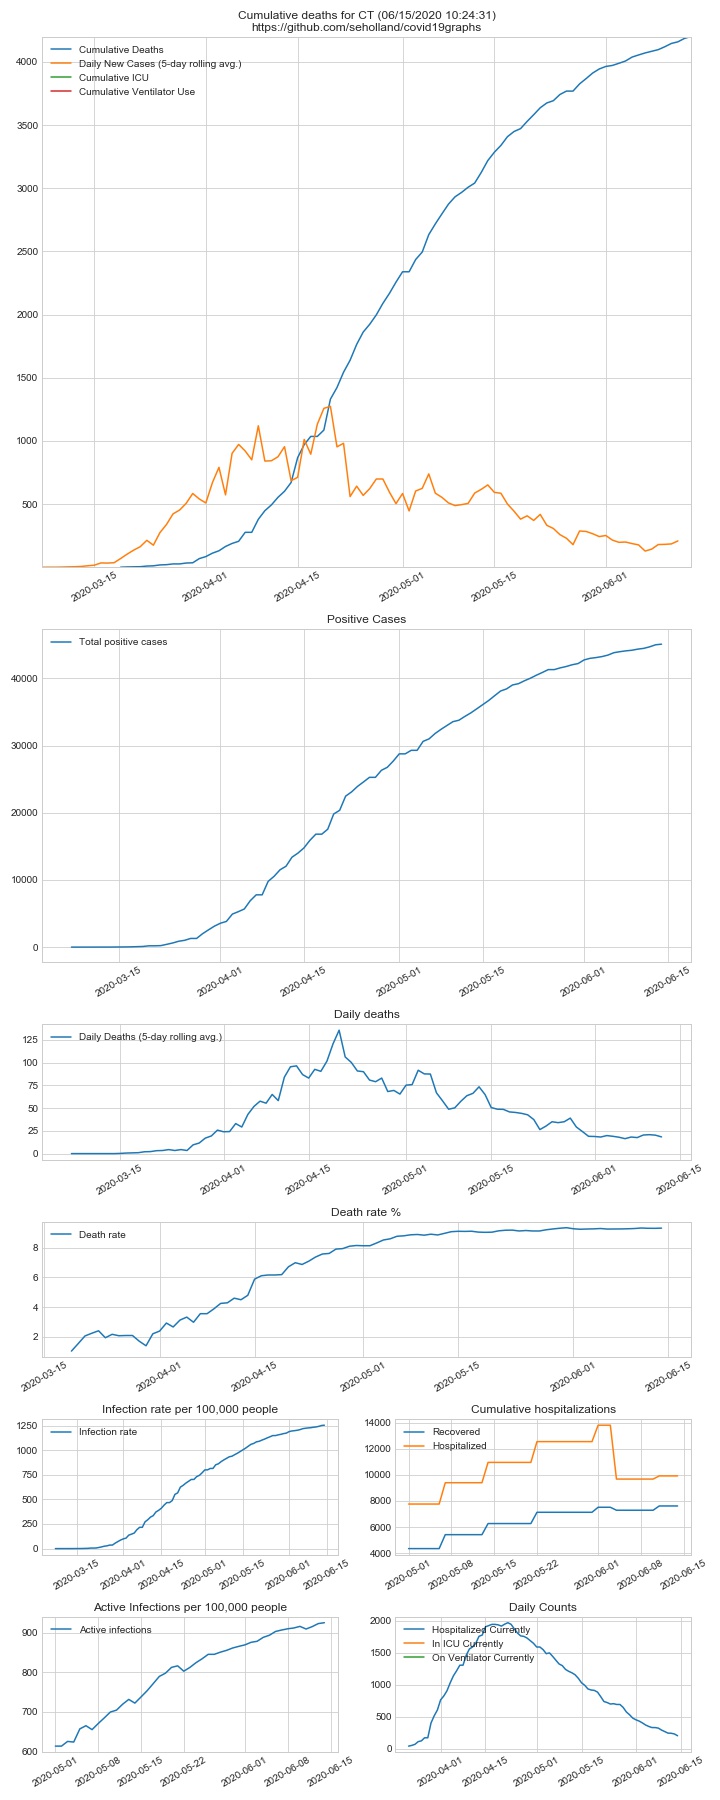 Cumulative deaths for CT (06/15/2020 10:24:31)
https://github.com/seholland/covid19graphs
Cumulative Deaths
Daily New Cases (5-day rolling avg.)
Cumulative ICU
Cumulative Ventilator Use
4000
3500
3000
2500
2000
1500
1000
500
2020-03-15 2020-04-01 2020-04-15 2020-05-01 2020-05-15 2020-06-01
Positive Cases
Total positive cases
40000
30000
20000
10000
0
2020-03-15 2020-04-01 2020-04-15 2020-05-01 2020-05-15 2020-06-01 2020-06-15
Daily deaths
Daily Deaths (5-day rolling avg.)
125
100
75
50
25
0
2020-03-15 2020-04-01 2020-04-15 2020-05-01 2020-05-15 2020-06-01 2020-06-15
Death rate %
Death rate
8
6
4
2
2020-03-15 2020-04-01 2020-04-15 2020-05-01 2020-05-15 2020-06-01 2020-06-15
Infection rate per 100,000 people
Infection rate
1250
1000
750
500
250
0
2020-03-15 2020-04-01 2020-04-15 2020-05-01 2020-05-15 2020-06-01 2020-06-15
Cumulative hospitalizations
Recovered
Hospitalized
14000
12000
10000
8000
6000
4000
2020-05-01 2020-05-08 2020-05-15 2020-05-22 2020-06-01 2020-06-08 2020-06-15
Active Infections per 100,000 people
Active infections
900
800
700
600
2020-05-01 2020-05-08 2020-05-15 2020-05-22 2020-06-01 2020-06-08 2020-06-15
Daily Counts
Hospitalized Currently
In ICU Currently
On Ventilator Currently
2000
1500
1000
500
0
2020-04-01 2020-04-15 2020-05-01 2020-05-15 2020-06-01 2020-06-15